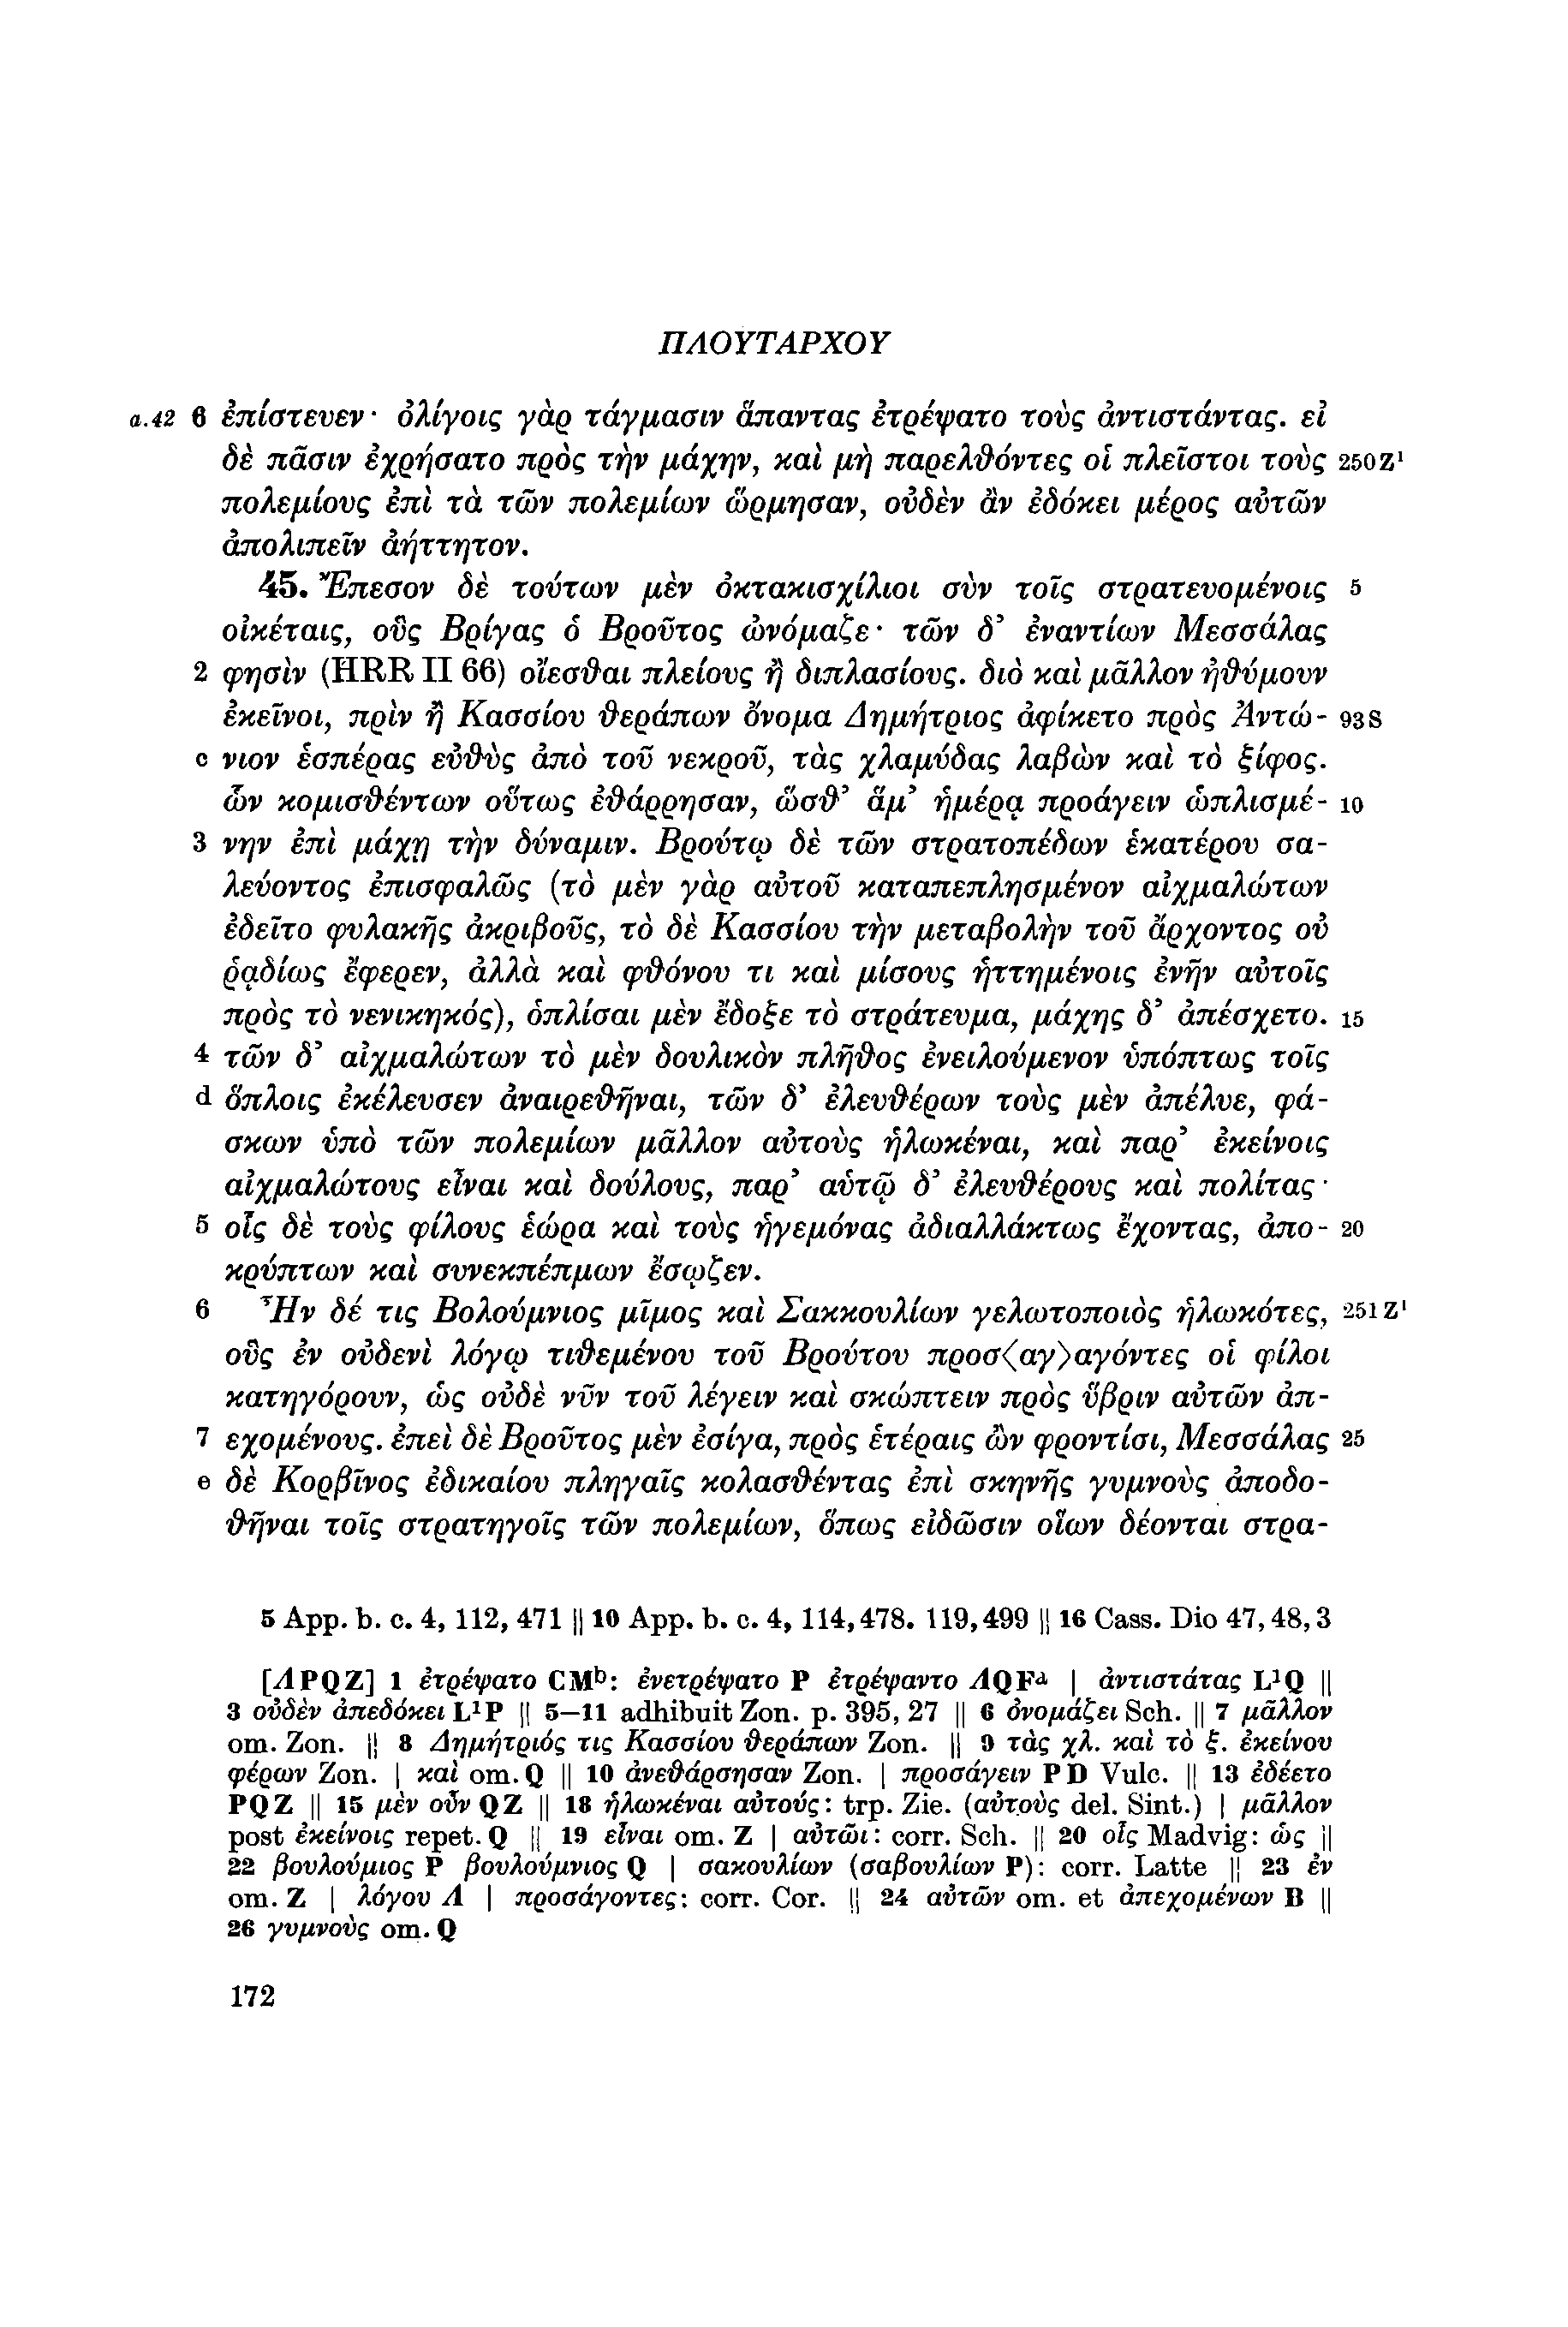 ΠΛΟΥΤΑΡΧΟΥ
a.42 6 ἐπίστευεν· ὀλίγοις γὰρ τάγμασιν ἅπαντας ἐτρέψατο τοὺς ἀντιστάντας. εἰ
δὲ πᾶσιν ἐχρήσατο πρὸς τὴν μάχην, καὶ μὴ παρελθόντες οἱ πλεῖστοι τοὺς 250Z¹
πολεμίους ἐπὶ τὰ τῶν πολεμίων ὥρμησαν, οὐδὲν ἂν ἐδόκει μέρος αὐτῶν
ἀπολιπεῖν ἀήττητον.
45. Ἔπεσον δὲ τούτων μὲν ὀκτακισχίλιοι σὺν τοῖς στρατευομένοις 5
οἰκέταις, οὓς Βρίγας ὁ Βροῦτος ὠνόμαζε· τῶν δ’ ἐναντίων Μεσσάλας
2 φησὶν (HRR II 66) οἴεσθαι πλείους ἢ διπλασίους. διὸ καὶ μᾶλλον ἠθύμουν
ἐκεῖνοι, πρὶν ἢ Κασσίου θεράπων ὄνομα Δημήτριος ἀφίκετο πρὸς Ἀντώ- 93S
c νιον ἑσπέρας εὐθὺς ἀπὸ τοῦ νεκροῦ, τὰς χλαμύδας λαβὼν καὶ τὸ ξίφος.
ὧν κομισθέντων οὕτως ἐθάρρησαν, ὥσθ’ ἅμ’ ἡμέρᾳ προάγειν ὡπλισμέ- 10
3 νην ἐπὶ μάχῃ τὴν δύναμιν. Βρούτῳ δὲ τῶν στρατοπέδων ἑκατέρου σα-
λεύοντος ἐπισφαλῶς (τὸ μὲν γὰρ αὐτοῦ καταπεπλησμένον αἰχμαλώτων
ἐδεῖτο φυλακῆς ἀκριβοῦς, τὸ δὲ Κασσίου τὴν μεταβολὴν τοῦ ἄρχοντος οὐ
ῥᾳδίως ἔφερεν, ἀλλὰ καὶ φθόνου τι καὶ μίσους ἡττημένοις ἐνῆν αὐτοῖς
πρὸς τὸ νενικηκός), ὁπλίσαι μὲν ἔδοξε τὸ στράτευμα, μάχης δ’ ἀπέσχετο. 15
4 τῶν δ’ αἰχμαλώτων τὸ μὲν δουλικὸν πλῆθος ἐνειλούμενον ὑπόπτως τοῖς
d ὅπλοις ἐκέλευσεν ἀναιρεθῆναι, τῶν δ’ ἐλευθέρων τοὺς μὲν ἀπέλυε, φά-
σκων ὑπὸ τῶν πολεμίων μᾶλλον αὐτοὺς ἡλωκέναι, καὶ παρ’ ἐκείνοις
αἰχμαλώτους εἶναι καὶ δούλους, παρ’ αὑτῷ δ’ ἐλευθέρους καὶ πολίτας·
5 οἷς δὲ τοὺς φίλους ἑώρα καὶ τοὺς ἡγεμόνας ἀδιαλλάκτως ἔχοντας, ἀπο- 20
κρύπτων καὶ συνεκπέμπων ἔσῳζεν.
6 Ἦν δέ τις Βολούμνιος μῖμος καὶ Σακκουλίων γελωτοποιὸς ἡλωκότες, 251Z¹
οὓς ἐν οὐδενὶ λόγῳ τιθεμένου τοῦ Βρούτου προσ⟨αγ⟩αγόντες οἱ φίλοι
κατηγόρουν, ὡς οὐδὲ νῦν τοῦ λέγειν καὶ σκώπτειν πρὸς ὕβριν αὐτῶν ἀπ-
7 εχομένους. ἐπεὶ δὲ Βροῦτος μὲν ἐσίγα, πρὸς ἑτέραις ὢν φροντίσι, Μεσσάλας 25
e δὲ Κορβῖνος ἐδικαίου πληγαῖς κολασθέντας ἐπὶ σκηνῆς γυμνοὺς ἀποδο-
θῆναι τοῖς στρατηγοῖς τῶν πολεμίων, ὅπως εἰδῶσιν οἵων δέονται στρα-
5 App. b. c. 4, 112, 471 || 10 App. b. c. 4, 114, 478. 119, 499 || 16 Cass. Dio 47, 48, 3
[ΛPQZ] 1 ἐτρέψατο CMᵇ: ἐνετρέψατο P ἐτρέψαντο ΛQFᵃ | ἀντιστάτας L¹Q ||
3 οὐδὲν ἀπεδόκει L¹P || 5–11 adhibuit Zon. p. 395, 27 || 6 ὀνομάζει Sch. || 7 μᾶλλον
om. Zon. || 8 Δημήτριός τις Κασσίου θεράπων Zon. || 9 τὰς χλ. καὶ τὸ ξ. ἐκείνου
φέρων Zon. | καὶ om. Q || 10 ἀνεθάρσησαν Zon. | προσάγειν PD Vulc. || 13 ἐδέετο
PQZ || 15 μὲν οὖν QZ || 18 ἡλωκέναι αὐτούς: trp. Zie. (αὐτοὺς del. Sint.) | μᾶλλον
post ἐκείνοις repet. Q || 19 εἶναι om. Z | αὐτῶι: corr. Sch. || 20 οἷς Madvig: ὡς ||
22 βουλούμιος P βουλούμνιος Q | σακουλίων (σαβουλίων P): corr. Latte || 23 ἐν
om. Z | λόγου Λ | προσάγοντες: corr. Cor. || 24 αὐτῶν om. et ἀπεχομένων B ||
26 γυμνοὺς om. Q
172